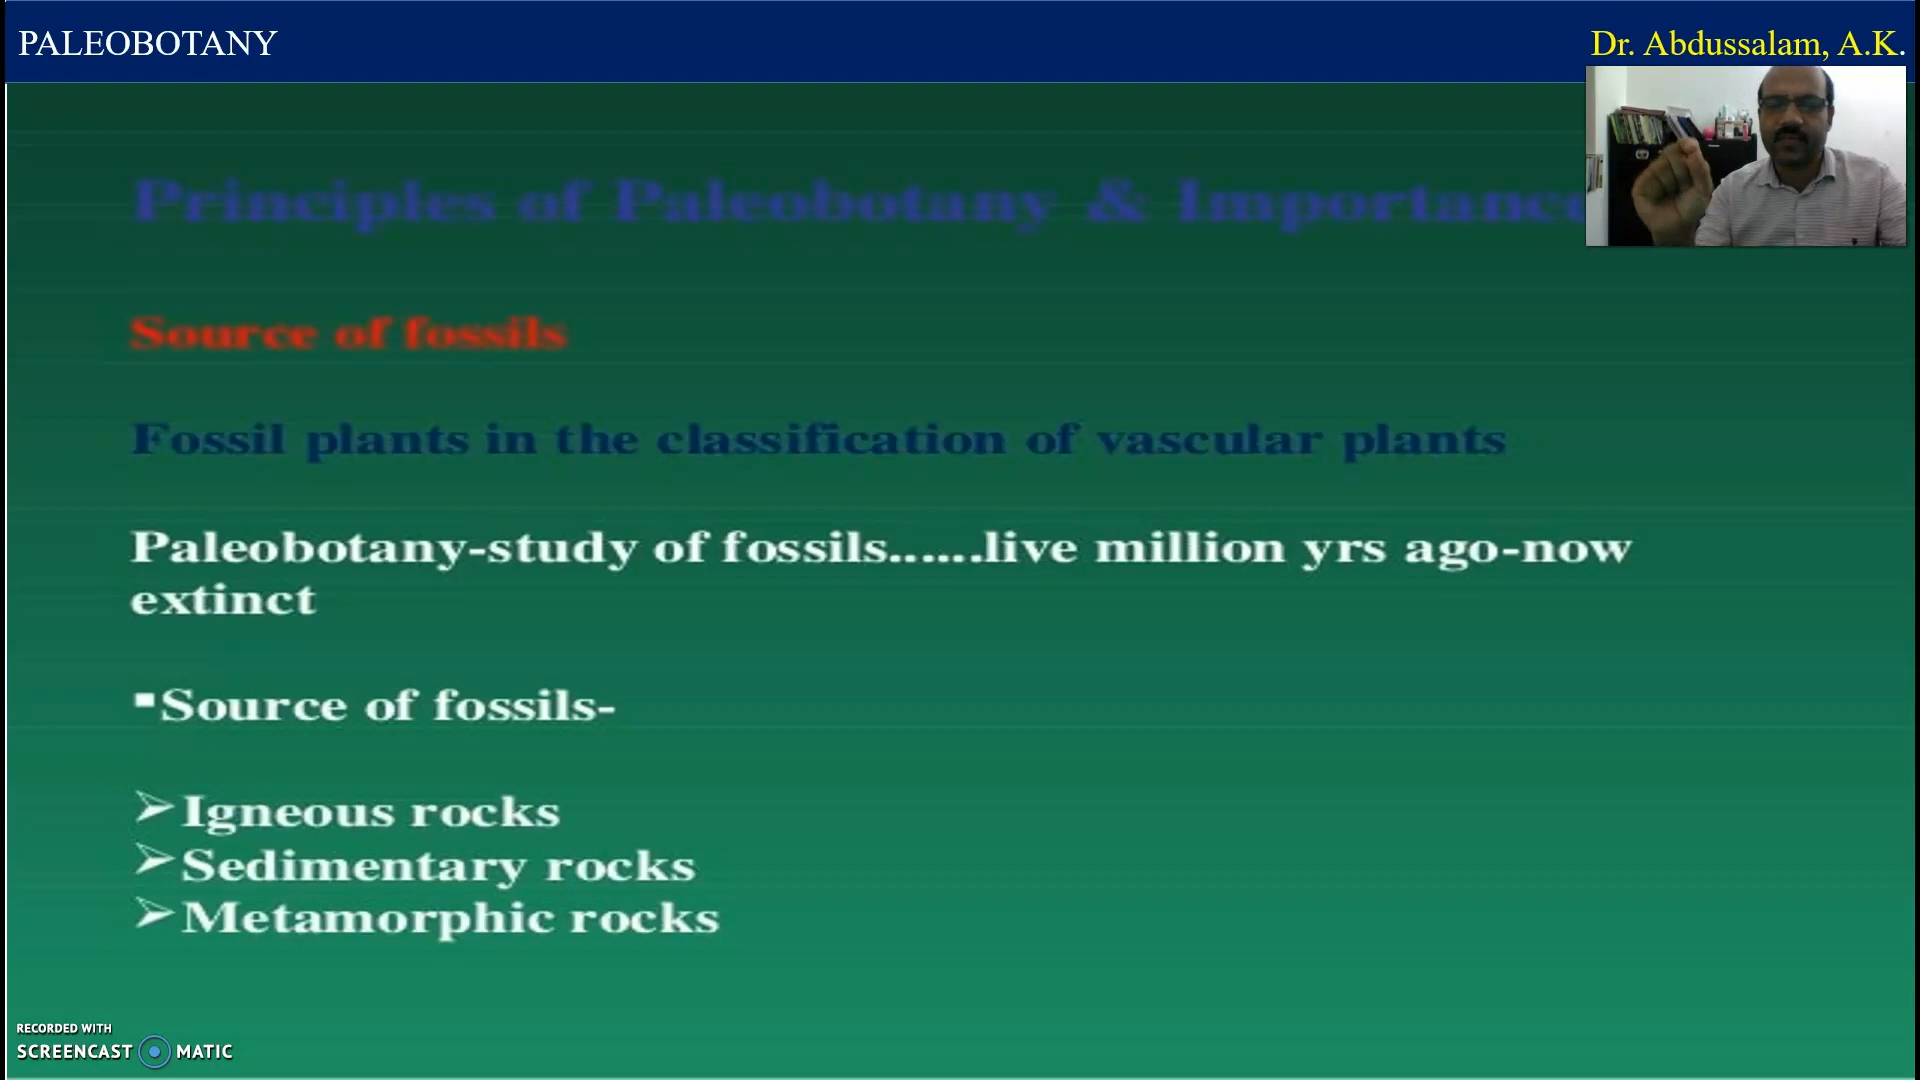 PALEOBOTANY
Dr. Abdussalam, A.K.
Principles of Paleobotany & Importance
Source of fossils
Fossil plants in the classification of vascular plants
Paleobotany-study of fossils......live million yrs ago-now
extinct
▪Source of fossils-
➢Igneous rocks
➢Sedimentary rocks
➢Metamorphic rocks
RECORDED WITH
SCREENCAST MATIC